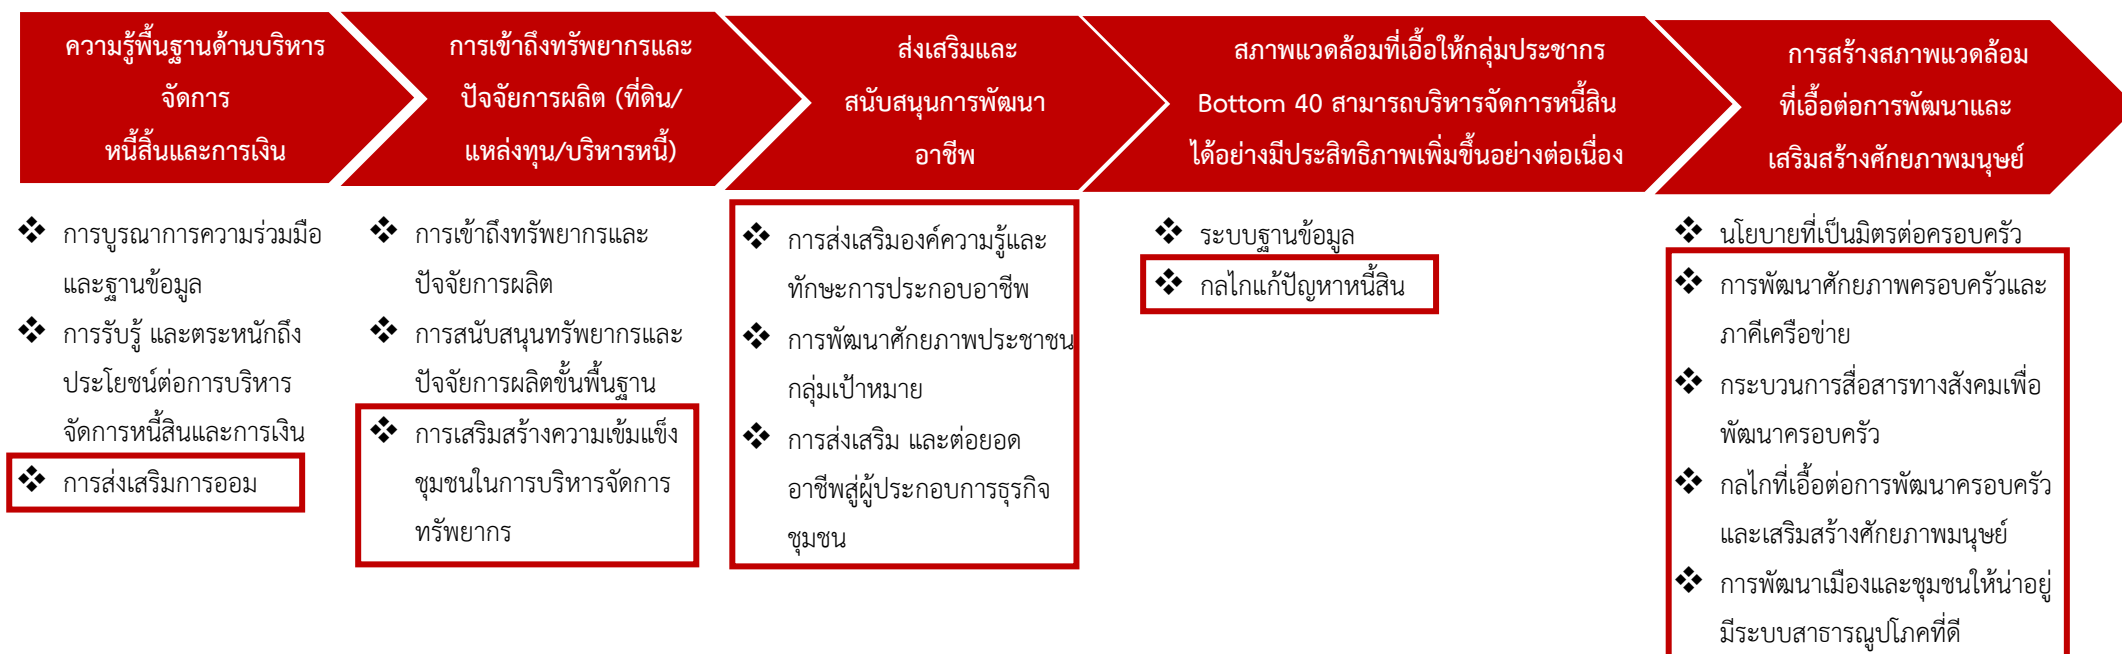 ความรู้พื้นฐานด้านบริหาร
จัดการ
หนี้สิ้นและการเงิน
การเข้าถึงทรัพยากรและ
ปัจจัยการผลิต (ที่ดิน/
แหล่งทุน/บริหารหนี้)
ส่งเสริมและ
สนับสนุนการพัฒนา
อาชีพ
สภาพแวดล้อมที่เอื้อให้กลุ่มประชากร
Bottom 40 สามารถบริหารจัดการหนี้สิน
ได้อย่างมีประสิทธิภาพเพิ่มขึ้นอย่างต่อเนื่อง
การสร้างสภาพแวดล้อม
ที่เอื้อต่อการพัฒนาและ
เสริมสร้างศักยภาพมนุษย์
❖ การบูรณาการความร่วมมือ
และฐานข้อมูล
❖ การรับรู้ และตระหนักถึง
ประโยชน์ต่อการบริหาร
จัดการหนี้สินและการเงิน
❖ การส่งเสริมการออม
❖ การเข้าถึงทรัพยากรและ
ปัจจัยการผลิต
❖ การสนับสนุนทรัพยากรและ
ปัจจัยการผลิตขั้นพื้นฐาน
❖ การเสริมสร้างความเข้มแข็ง
ชุมชนในการบริหารจัดการ
ทรัพยากร
❖ การส่งเสริมองค์ความรู้และ
ทักษะการประกอบอาชีพ
❖ การพัฒนาศักยภาพประชาชน
กลุ่มเป้าหมาย
❖ การส่งเสริม และต่อยอด
อาชีพสู่ผู้ประกอบการธุรกิจ
ชุมชน
❖ ระบบฐานข้อมูล
❖ กลไกแก้ปัญหาหนี้สิน
❖ นโยบายที่เป็นมิตรต่อครอบครัว
❖ การพัฒนาศักยภาพครอบครัวและ
ภาคีเครือข่าย
❖ กระบวนการสื่อสารทางสังคมเพื่อ
พัฒนาครอบครัว
❖ กลไกที่เอื้อต่อการพัฒนาครอบครัว
และเสริมสร้างศักยภาพมนุษย์
❖ การพัฒนาเมืองและชุมชนให้น่าอยู่
มีระบบสาธารณูปโภคที่ดี